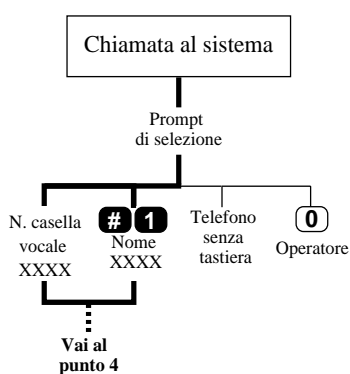 Chiamata al sistema
Prompt
di selezione
N. casella
vocale
XXXX
# 1
Nome
XXXX
Telefono
senza
tastiera
0
Operatore
Vai al
punto 4